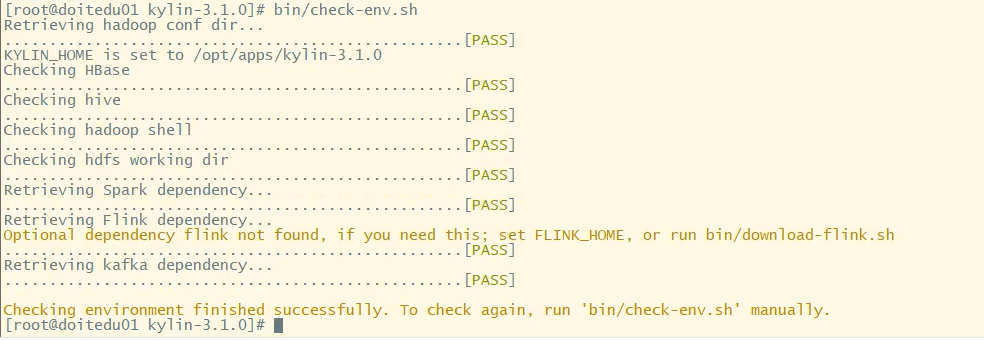 [root@doitedu01 kylin-3.1.0]# bin/check-env.sh
Retrieving hadoop conf dir...
...................................................[PASS]
KYLIN_HOME is set to /opt/apps/kylin-3.1.0
Checking HBase
...................................................[PASS]
Checking hive
...................................................[PASS]
Checking hadoop shell
...................................................[PASS]
Checking hdfs working dir
...................................................[PASS]
Retrieving Spark dependency...
...................................................[PASS]
Retrieving Flink dependency...
Optional dependency flink not found, if you need this; set FLINK_HOME, or run bin/download-flink.sh
...................................................[PASS]
Retrieving kafka dependency...
...................................................[PASS]
Checking environment finished successfully. To check again, run 'bin/check-env.sh' manually.
[root@doitedu01 kylin-3.1.0]#